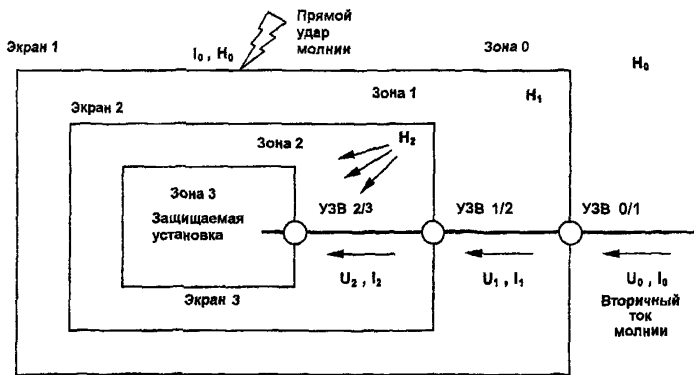 Прямой
удар
молнии
Экран 1
I₀ , H₀
Зона 0
H₀
Зона 1
H₁
Экран 2
Зона 2
H₂
Зона 3
Защищаемая
установка
УЗВ 2/3
УЗВ 1/2
УЗВ 0/1
U₂ , I₂
U₁ , I₁
U₀ , I₀
Экран 3
Вторичный
ток
молнии